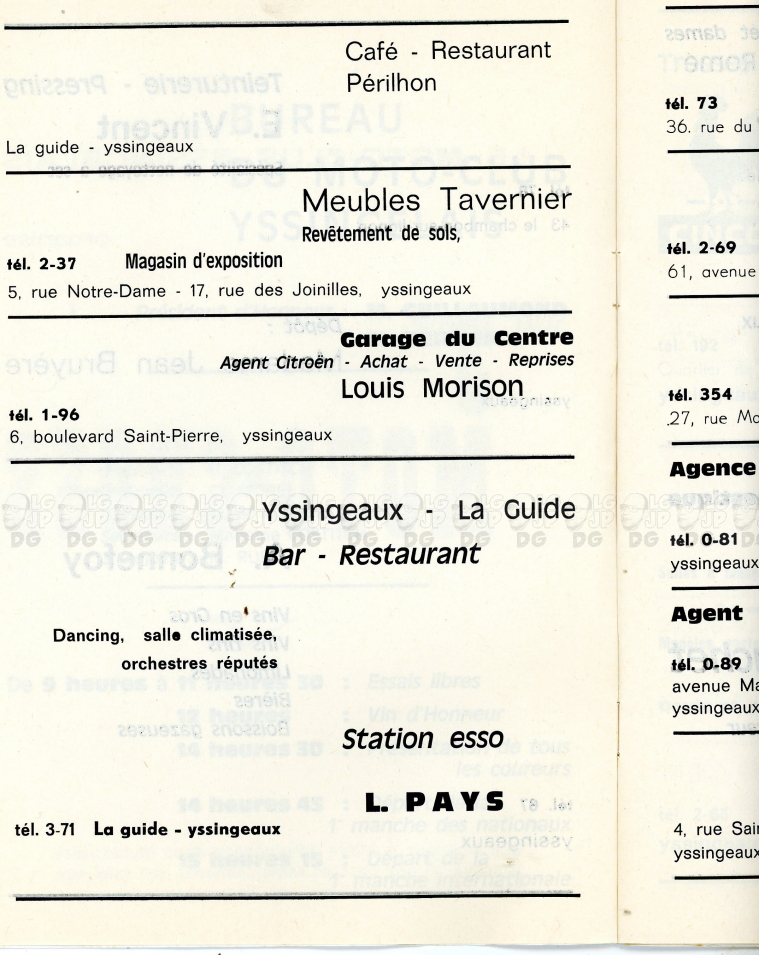 Café - Restaurant
Périlhon
La guide - yssingeaux
Meubles Tavernier
Revêtement de sols,
tél. 2-37 Magasin d'exposition
5, rue Notre-Dame - 17, rue des Joinilles, yssingeaux
Garage du Centre
Agent Citroën - Achat - Vente - Reprises
Louis Morison
tél. 1-96
6, boulevard Saint-Pierre, yssingeaux
Yssingeaux - La Guide
Bar - Restaurant
Dancing, salle climatisée,
orchestres réputés
Station esso
L. PAYS
tél. 3-71 La guide - yssingeaux
tél. 73
36. rue du
tél. 2-69
61, avenue
tél. 354
27, rue
Agence
tél. 0-81
yssingeaux
Agent
tél. 0-89
avenue
yssingeaux
4, rue
yssingeaux